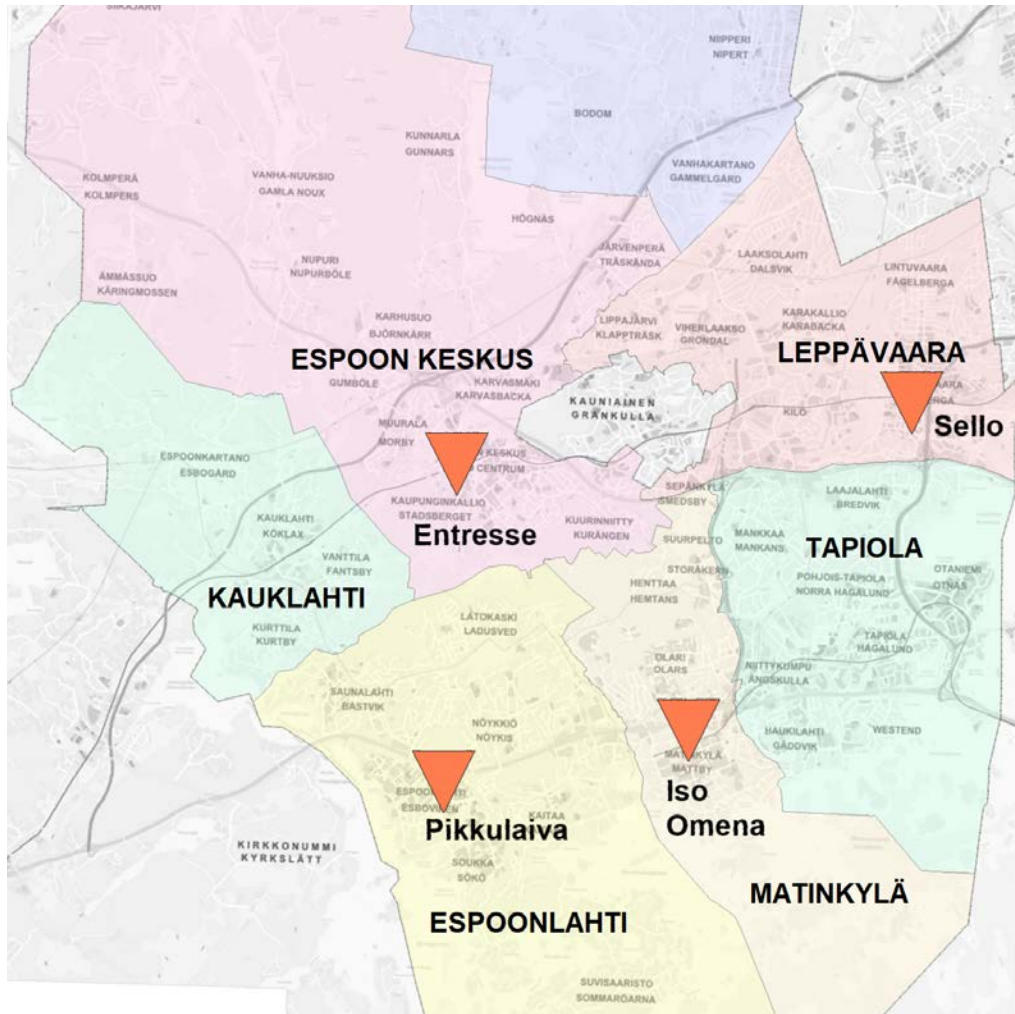 SIIKAJÄRVI
NIIPPERI
NIPERT
BODOM
KUNNARLA
GUNNARS
VANHAKARTANO
GAMMELGÅRD
KOLMPERÄ
KOLMPERS
VANHA-NUUKSIO
GAMLA NOUX
HÖGNÄS
JÄRVENPERÄ
TRÄSKÄNDA
LAAKSOLAHTI
DALSVIK
NUPURI
NUPURBÖLE
LINTUVAARA
FÅGELBERGA
ÄMMÄSSUO
KÄRINGMOSSEN
KARHUSUO
BJÖRNKÄRR
LIPPAJÄRVI
KLAPPTRÄSK
VIHERLAAKSO
GRÖNDAL
KARAKALLIO
KARABACKA
ESPOON KESKUS
LEPPÄVAARA
GUMBÖLE
KARVASMÄKI
KARVASBACKA
KAUNIAINEN
GRANKULLA
KILO
Sello
MUURALA
MORBY
KESKUS
CENTRUM
ESPOONKARTANO
ESBOGÅRD
SEPÄNKYLÄ
SMEDSBY
LAAJALAHTI
BREDVIK
KAUPUNGINKALLIO
STADSBERGET
Entresse
KUURINNIITTY
KURÄNGEN
KAUKLAHTI
KÖKLAX
SUURPELTO
STORÅKERN
MANKKAA
MANKANS
TAPIOLA
VANTTILA
FANTSBY
HENTTAA
HEMTANS
POHJOIS-TAPIOLA
NORRA HAGALUND
OTANIEMI
OTNÄS
KAUKLAHTI
KURTTILA
KURTBY
LATOKASKI
LADUSVED
TAPIOLA
HAGALUND
OLARI
OLARS
NIITTYKUMPU
ÄNGSKULLA
SAUNALAHTI
BASTVIK
NÖYKKIÖ
NÖYKIS
HAUKILAHTI
GÄDDVIK
WESTEND
MATTBY
Iso
Omena
KAITAA
Pikkulaiva
KIRKKONUMMI
KYRKSLÄTT
SOUKKA
SÖKÖ
MATINKYLÄ
ESPOONLAHTI
SUVISAARISTO
SOMMARÖARNA